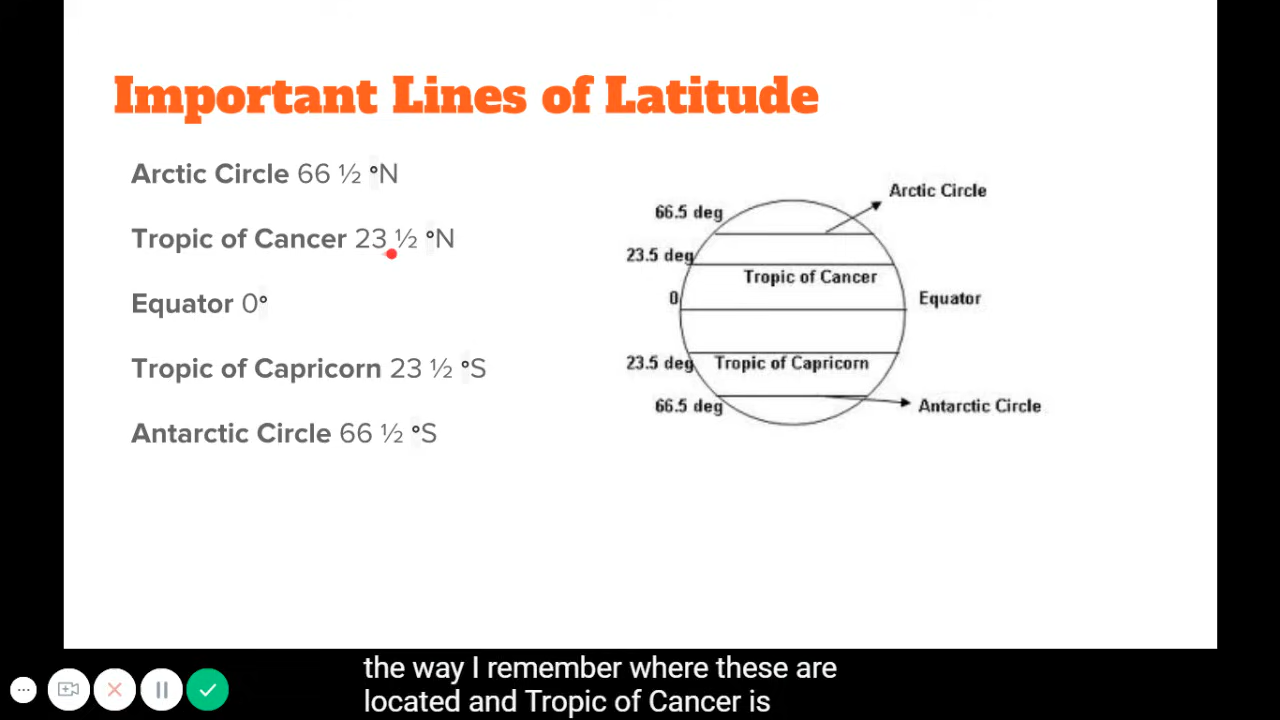 Important Lines of Latitude
Arctic Circle 66 ½ °N
Tropic of Cancer 23 ½ °N
Equator 0°
Tropic of Capricorn 23 ½ °S
Antarctic Circle 66 ½ °S
Arctic Circle
66.5 deg
23.5 deg
Tropic of Cancer
0
Equator
23.5 deg
Tropic of Capricorn
66.5 deg
Antarctic Circle
the way I remember where these are
located and Tropic of Cancer is